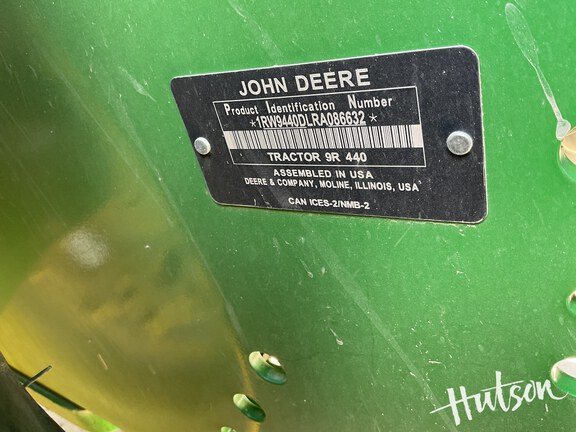 JOHN DEERE
Product Identification Number
*1RW9440DLRA086632*
TRACTOR 9R 440
ASSEMBLED IN USA
DEERE & COMPANY, MOLINE, ILLINOIS, USA
CAN ICES-2/NMB-2
Hutson